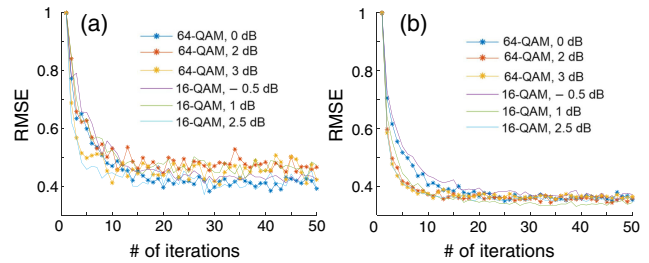 (a)
64-QAM, 0 dB
64-QAM, 2 dB
64-QAM, 3 dB
16-QAM, − 0.5 dB
16-QAM, 1 dB
16-QAM, 2.5 dB
RMSE
1
0.8
0.6
0.4
0 10 20 30 40 50
# of iterations
(b)
64-QAM, 0 dB
64-QAM, 2 dB
64-QAM, 3 dB
16-QAM, − 0.5 dB
16-QAM, 1 dB
16-QAM, 2.5 dB
RMSE
1
0.8
0.6
0.4
0 10 20 30 40 50
# of iterations